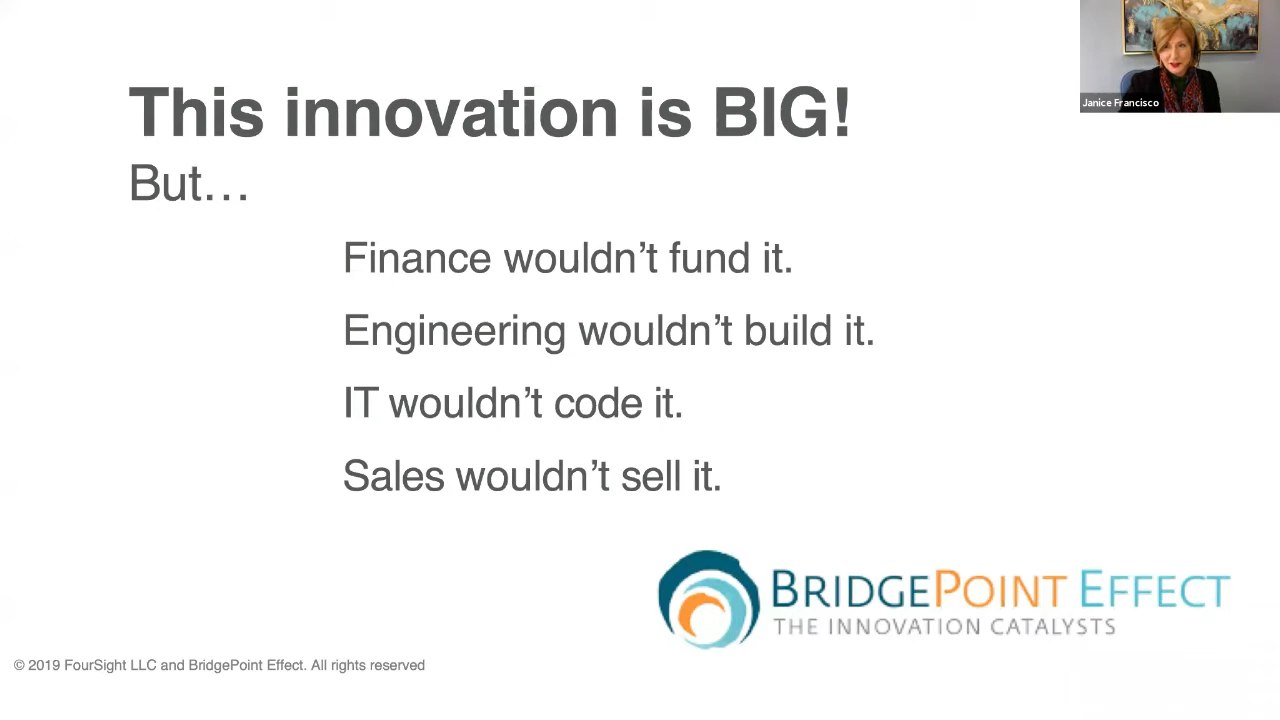 This innovation is BIG!
But…
Finance wouldn’t fund it.
Engineering wouldn’t build it.
IT wouldn’t code it.
Sales wouldn’t sell it.
BRIDGEPOINT EFFECT
THE INNOVATION CATALYSTS
© 2019 FourSight LLC and BridgePoint Effect. All rights reserved
Janice Francisco